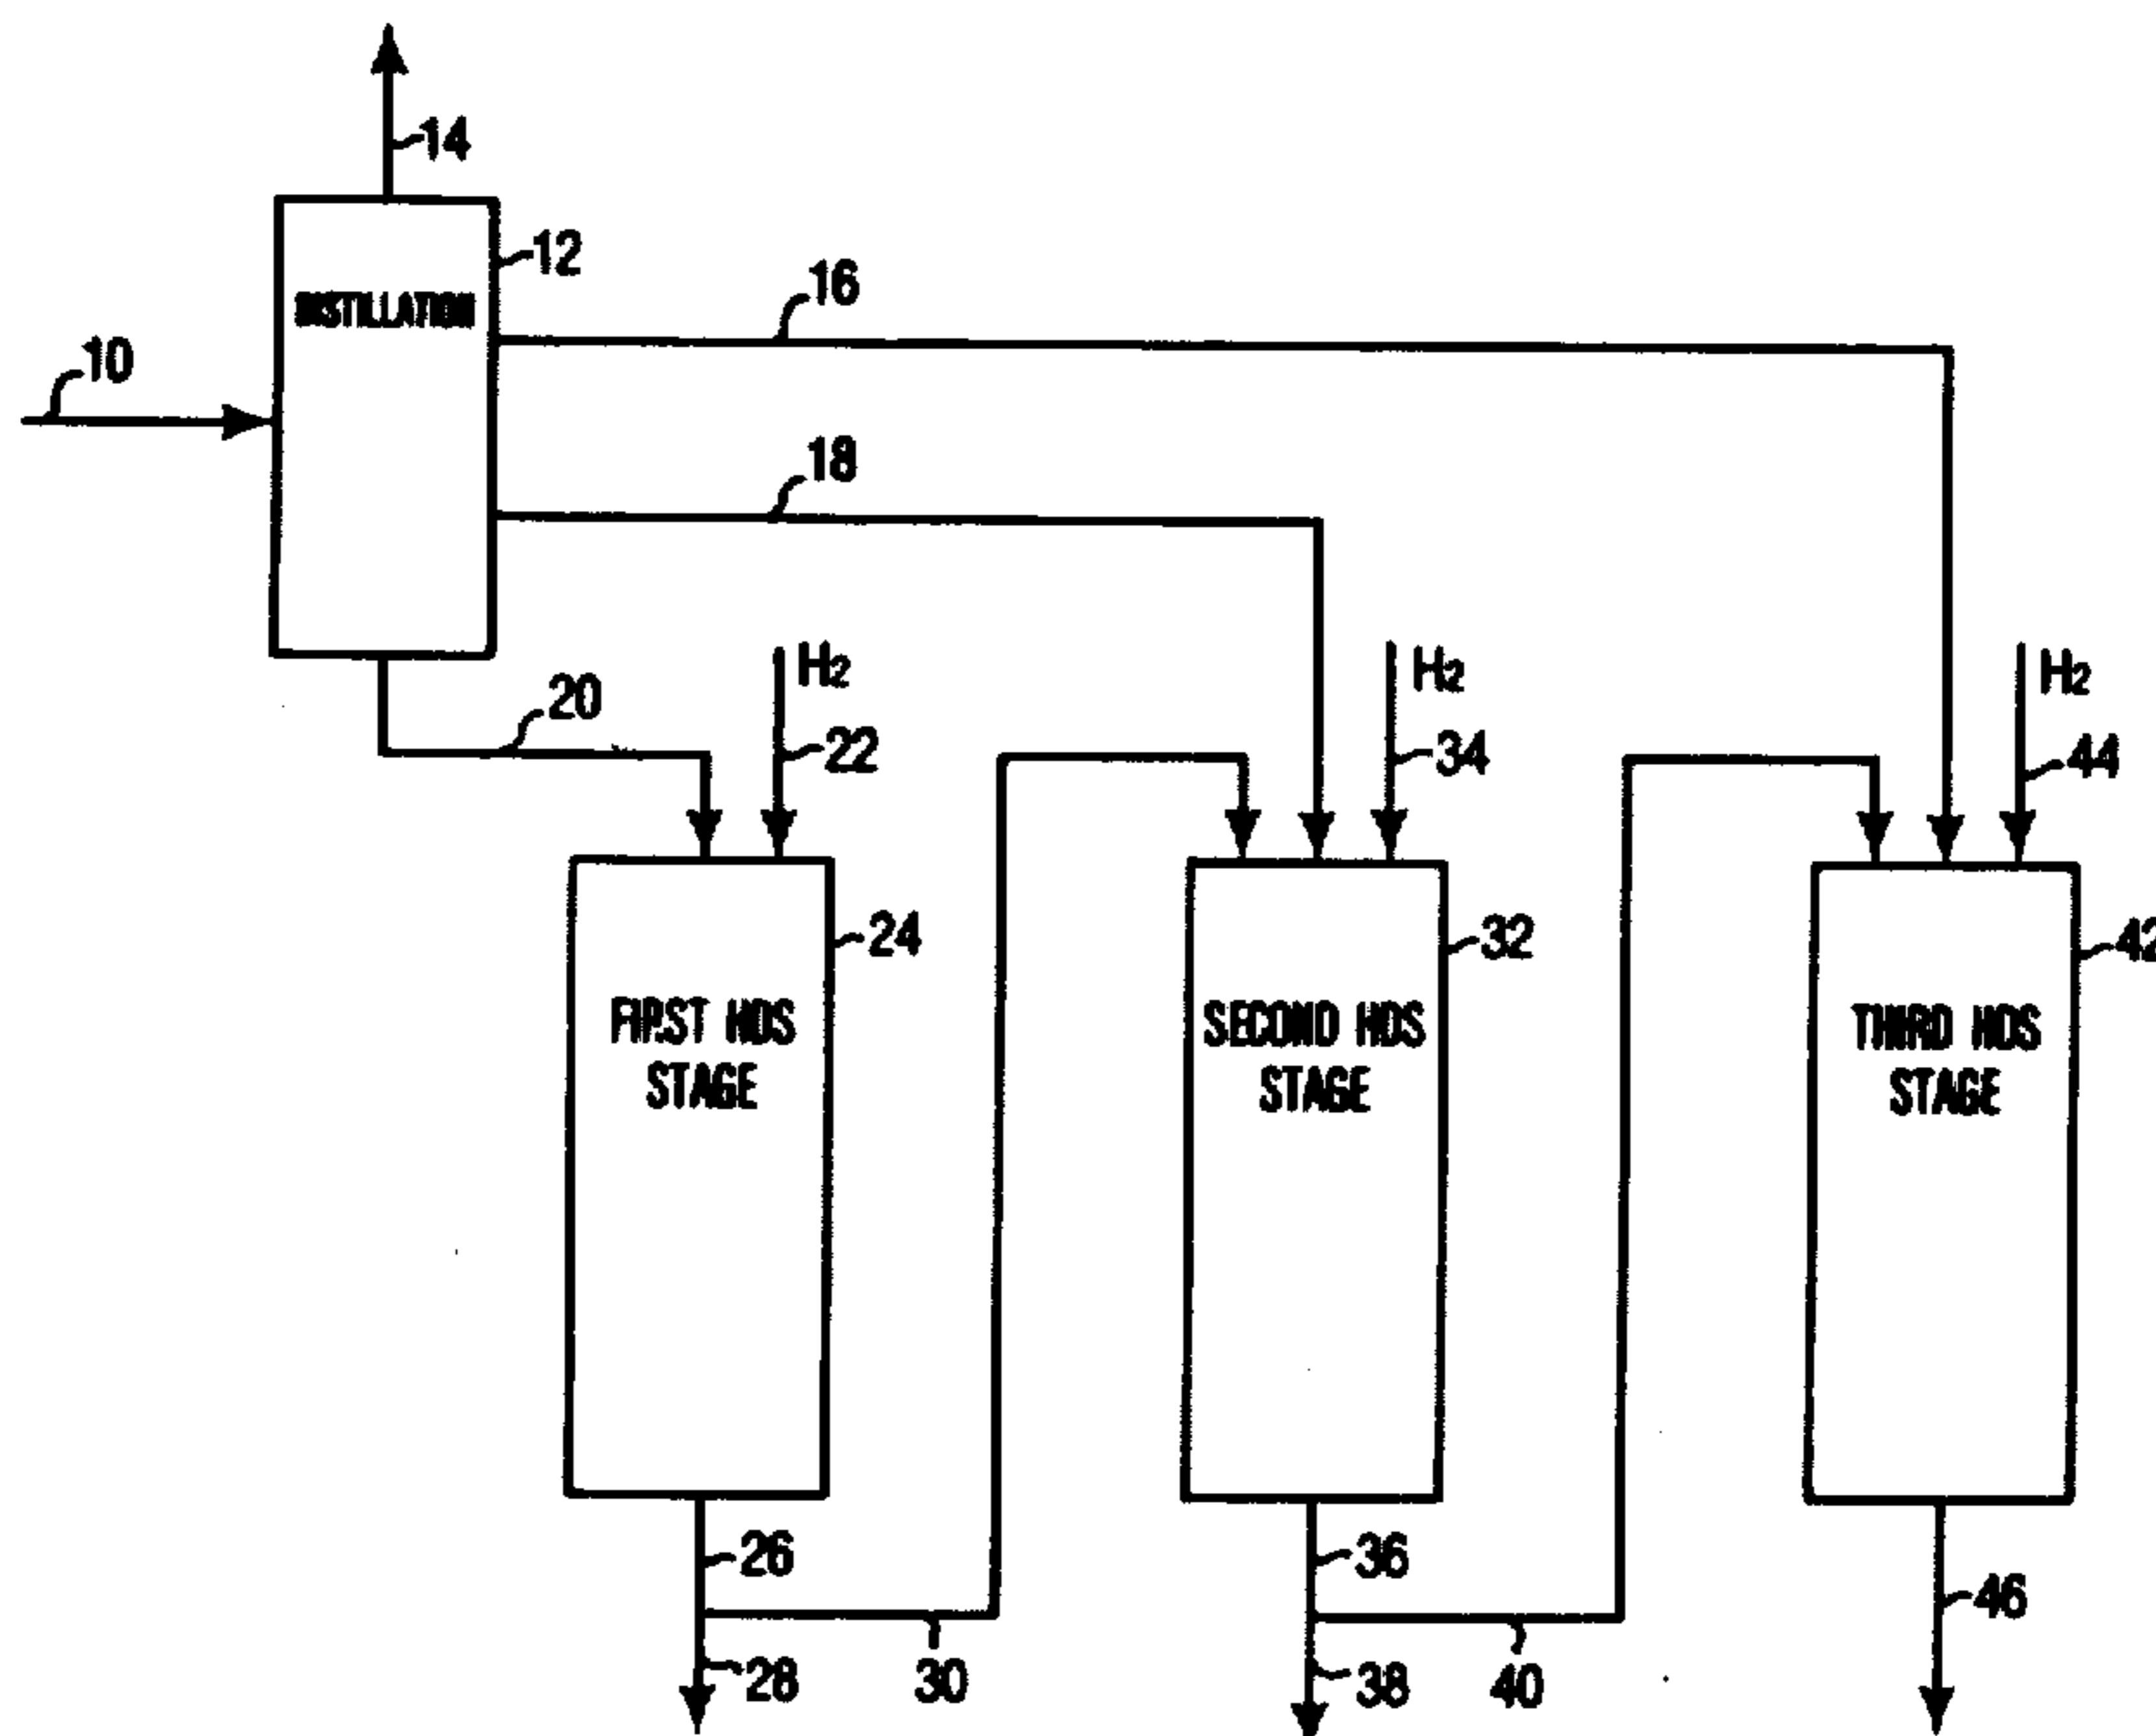 14
12
DISTILLATION
16
10
18
H2
H2
H2
20
22
34
44
24
32
42
FIRST HDS
STAGE
SECOND HDS
STAGE
THIRD HDS
STAGE
26
36
46
28
30
38
40